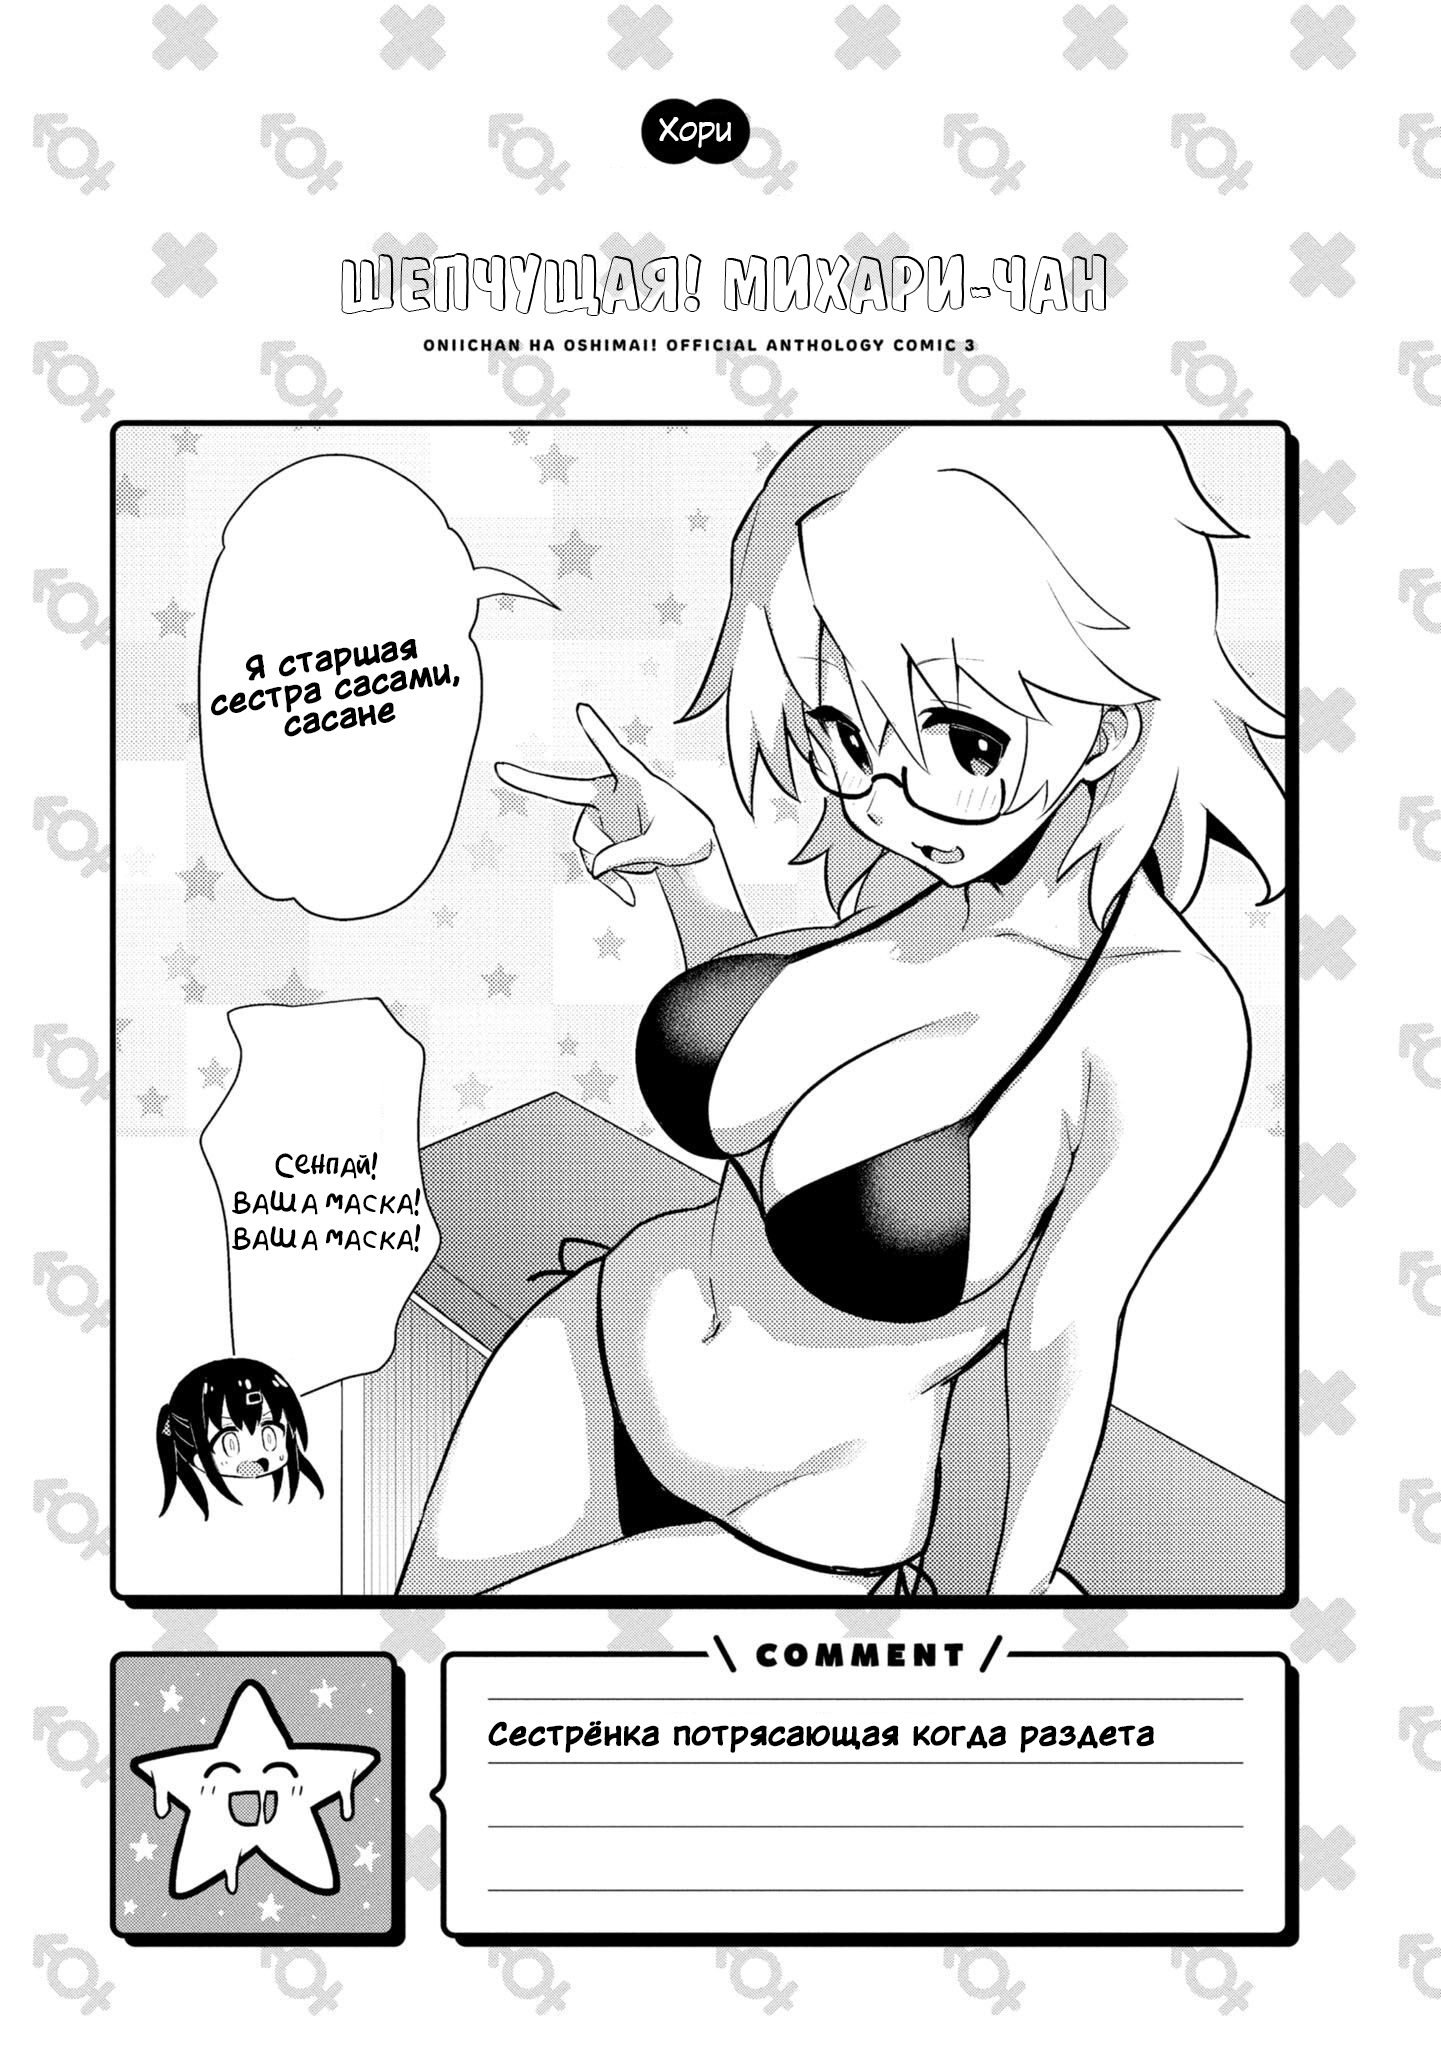 Хори
ШЕПЧУЩАЯ! МИХАРИ-ЧАН
ONIICHAN HA OSHIMAI! OFFICIAL ANTHOLOGY COMIC 3
Я старшая
сестра сасами,
сасане
Сенпай!
Ваша маска!
Ваша маска!
\ COMMENT /
Сестрёнка потрясающая когда раздета